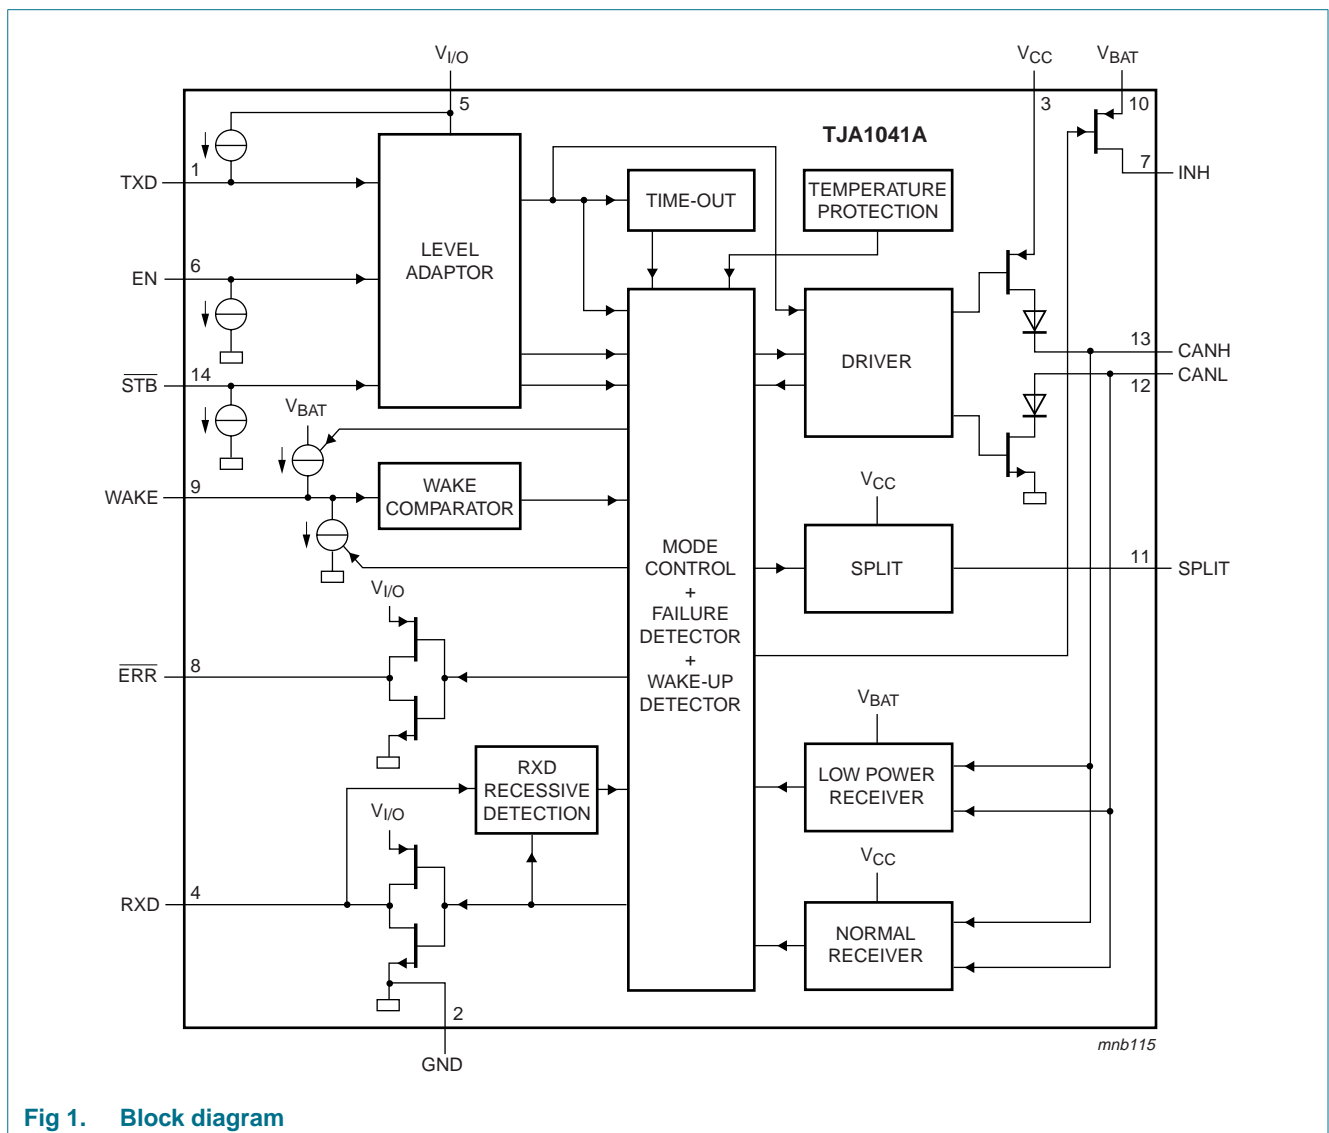 VI/O
VCC
VBAT
5
3
10
TJA1041A
1
TXD
7
INH
TIME-OUT
TEMPERATURE
PROTECTION
LEVEL
ADAPTOR
6
EN
13
CANH
DRIVER
14
STB
CANL
12
VBAT
9
WAKE
WAKE
COMPARATOR
VCC
MODE
CONTROL
+
FAILURE
DETECTOR
+
WAKE-UP
DETECTOR
SPLIT
11
SPLIT
VI/O
8
ERR
VBAT
RXD
RECESSIVE
DETECTION
LOW POWER
RECEIVER
VI/O
VCC
4
RXD
NORMAL
RECEIVER
2
GND
mnb115
Fig 1. Block diagram